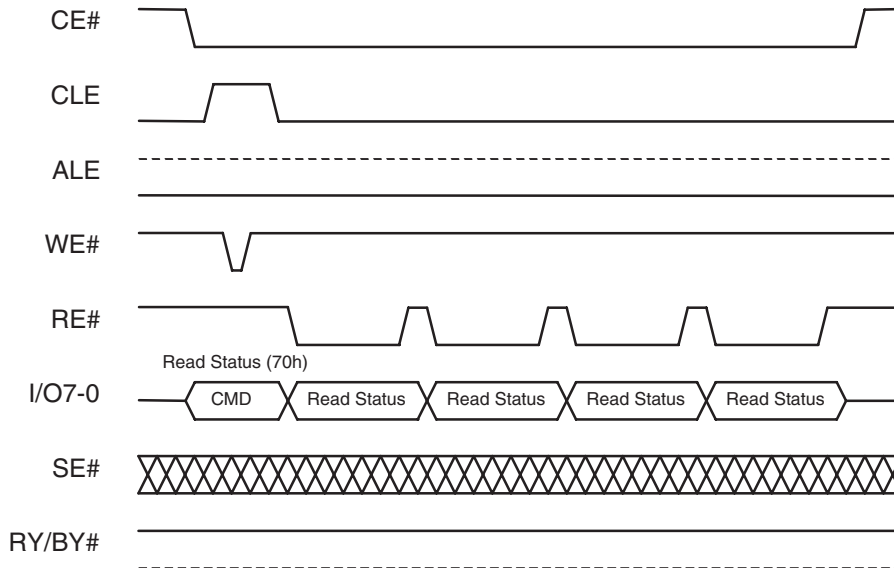 CE#
CLE
ALE
WE#
RE#
Read Status (70h)
I/O7-0 CMD Read Status Read Status Read Status Read Status
SE#
RY/BY#